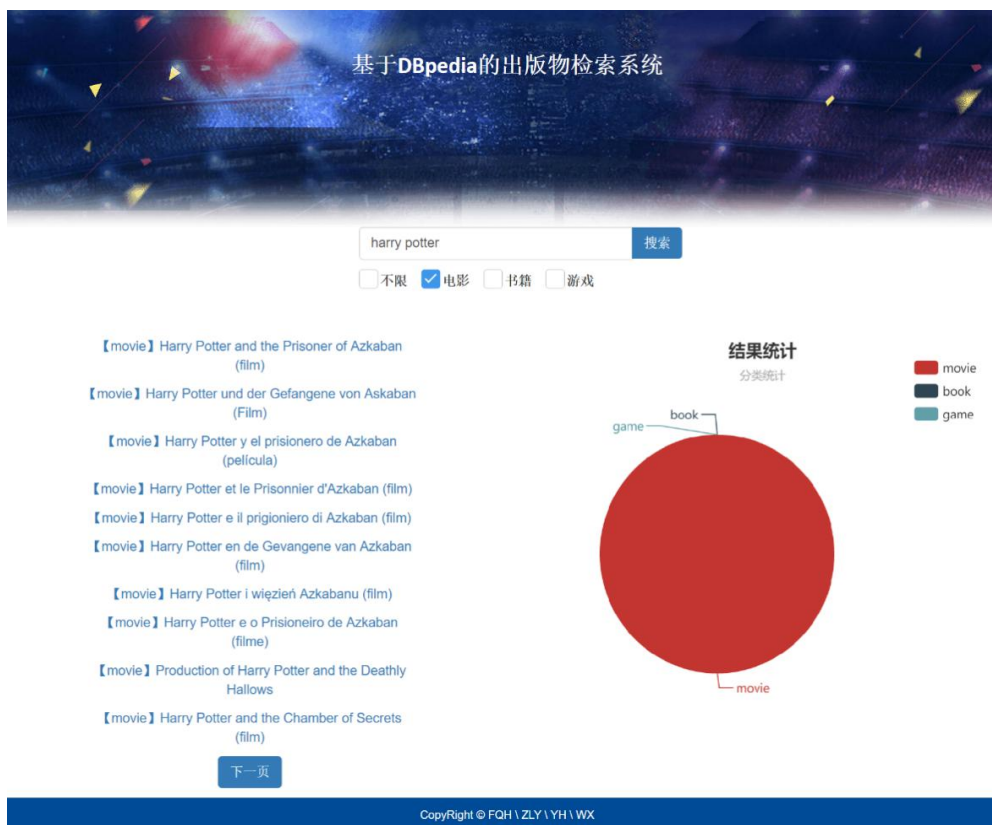 基于DBpedia的出版物检索系统
harry potter
搜索
不限 电影 书籍 游戏
【movie】Harry Potter and the Prisoner of Azkaban
(film)
【movie】Harry Potter und der Gefangene von Askaban
(Film)
【movie】Harry Potter y el prisionero de Azkaban
(película)
【movie】Harry Potter et le Prisonnier d'Azkaban (film)
【movie】Harry Potter e il prigioniero di Azkaban (film)
【movie】Harry Potter en de Gevangene van Azkaban
(film)
【movie】Harry Potter i więzień Azkabanu (film)
【movie】Harry Potter e o Prisioneiro de Azkaban
(filme)
【movie】Production of Harry Potter and the Deathly
Hallows
【movie】Harry Potter and the Chamber of Secrets
(film)
下一页
结果统计
分类统计
movie
book
game
book
game
movie
CopyRight © FQH \ ZLY \ YH \ WX